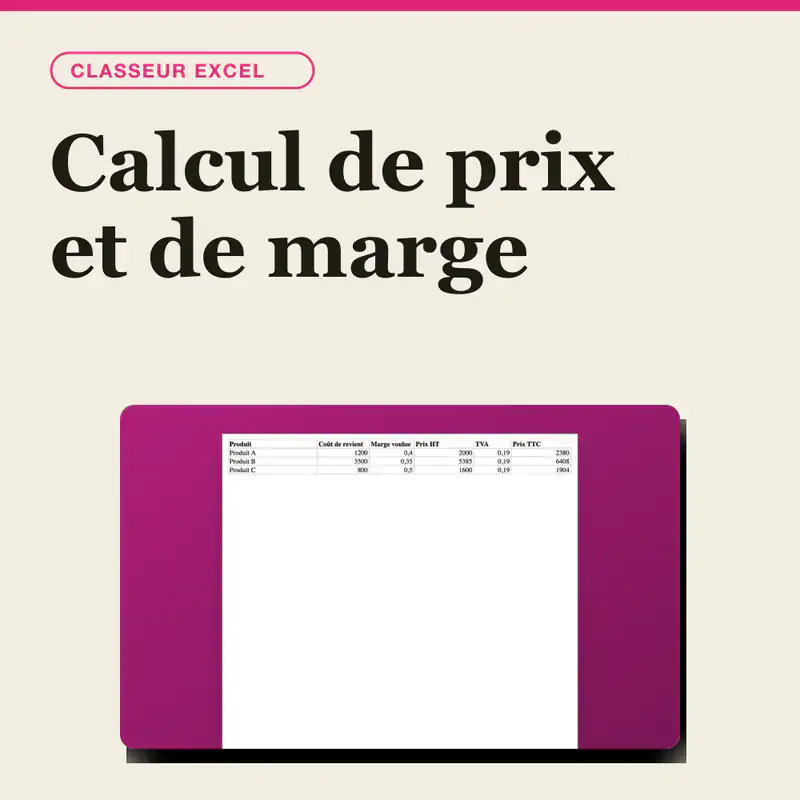 CLASSEUR EXCEL
Calcul de prix
et de marge
Produit Coût de revient Marge voulue Prix HT TVA Prix TTC
Produit A 1200 0,4 2000 0,19 2380
Produit B 3500 0,35 5385 0,19 6408
Produit C 800 0,5 1600 0,19 1904